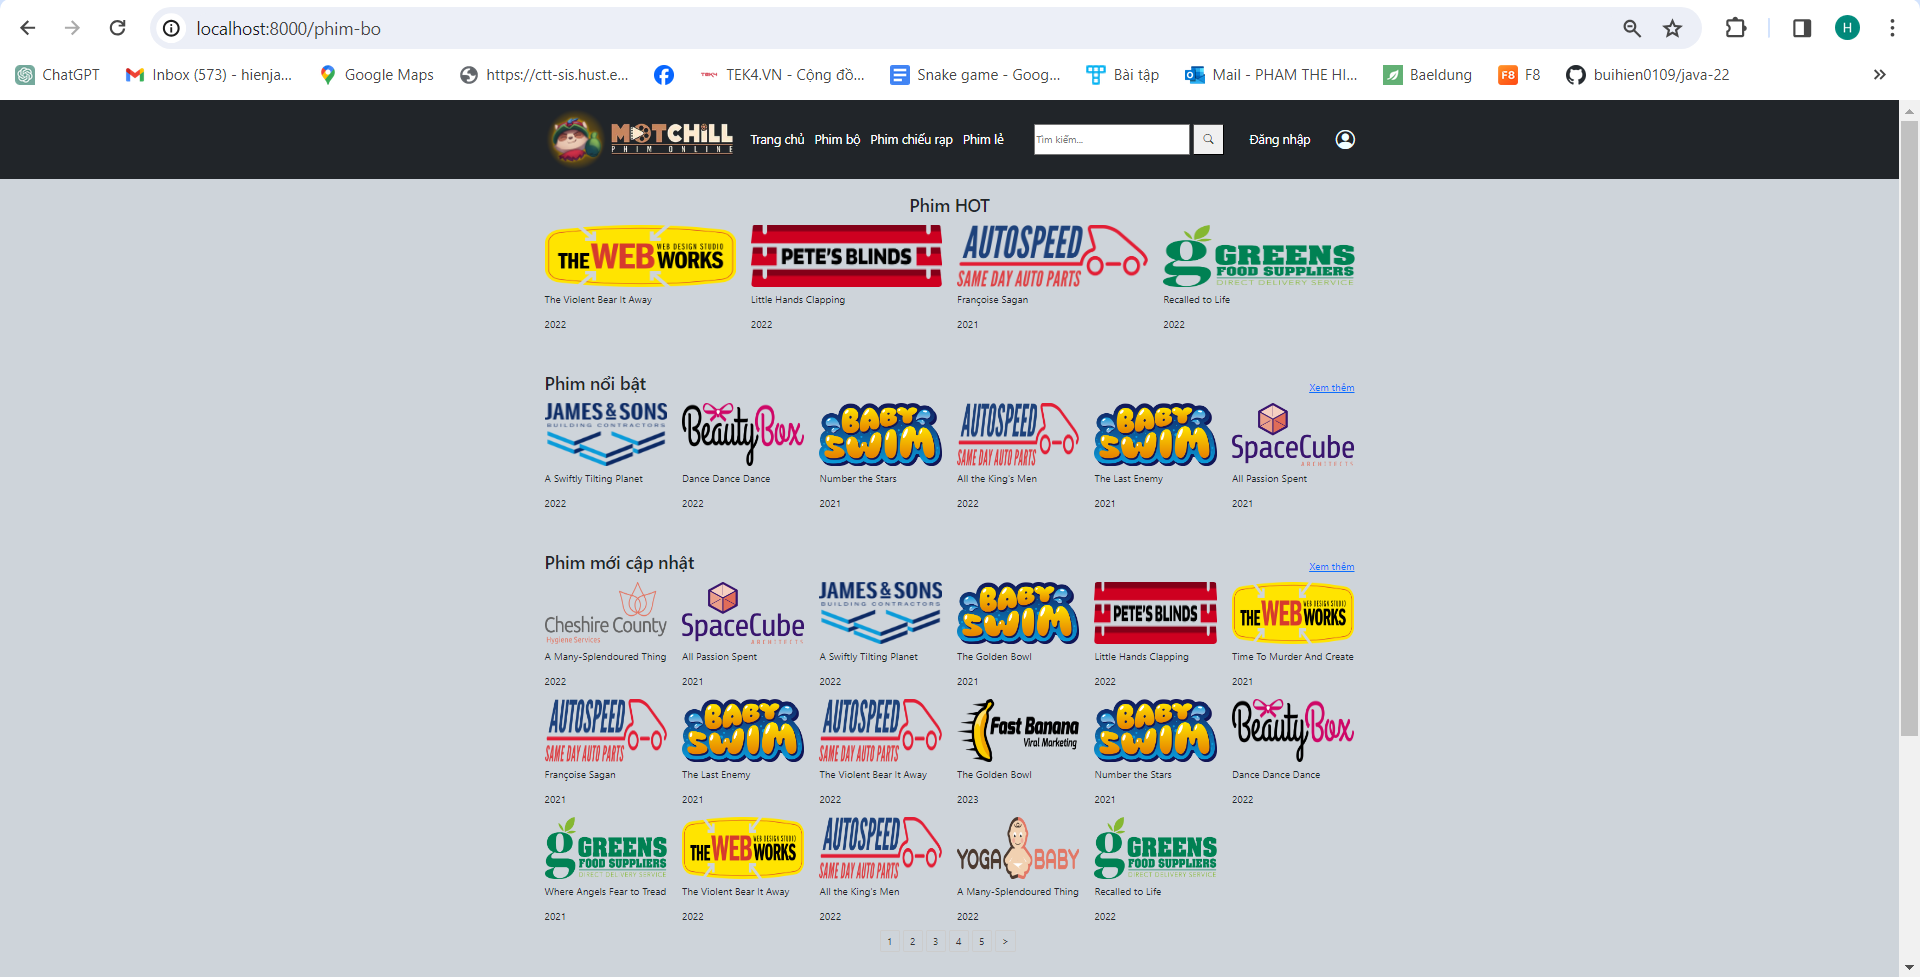 localhost:8000/phim-bo
H
ChatGPT
Inbox (573) - hienja...
Google Maps
https://ctt-sis.hust.e...
TEK4.VN - Cộng đồ...
Snake game - Goog...
Bài tập
Mail - PHAM THE HI...
Baeldung
F8 F8
buihien0109/java-22
MOTCHILL
PHIM ONLINE
Trang chủ Phim bộ Phim chiếu rạp Phim lẻ
Tìm kiếm...
Đăng nhập
Phim HOT
THE WEB WORKS WEB DESIGN STUDIO
PETE'S BLINDS
AUTOSPEED SAME DAY AUTO PARTS
GREENS FOOD SUPPLIERS DIRECT DELIVERY SERVICE
The Violent Bear It Away Little Hands Clapping Françoise Sagan Recalled to Life
2022 2022 2021 2022
Phim nổi bật Xem thêm
JAMES & SONS BUILDING CONTRACTORS
Beauty Box
BABY SWIM
AUTOSPEED SAME DAY AUTO PARTS
BABY SWIM
SpaceCube ARCHITECTS
A Swiftly Tilting Planet Dance Dance Dance Number the Stars All the King's Men The Last Enemy All Passion Spent
2022 2022 2021 2022 2021 2021
Phim mới cập nhật Xem thêm
Cheshire County Hygiene Services
SpaceCube ARCHITECTS
JAMES & SONS BUILDING CONTRACTORS
BABY SWIM
PETE'S BLINDS
THE WEB WORKS WEB DESIGN STUDIO
A Many-Splendoured Thing All Passion Spent A Swiftly Tilting Planet The Golden Bowl Little Hands Clapping Time To Murder And Create
2022 2021 2022 2021 2022 2021
AUTOSPEED SAME DAY AUTO PARTS
BABY SWIM
AUTOSPEED SAME DAY AUTO PARTS
Fast Banana Viral Marketing
BABY SWIM
Beauty Box
Françoise Sagan The Last Enemy The Violent Bear It Away The Golden Bowl Number the Stars Dance Dance Dance
2021 2021 2022 2023 2021 2022
GREENS FOOD SUPPLIERS DIRECT DELIVERY SERVICE
THE WEB WORKS WEB DESIGN STUDIO
AUTOSPEED SAME DAY AUTO PARTS
YOGA BABY
GREENS FOOD SUPPLIERS DIRECT DELIVERY SERVICE
Where Angels Fear to Tread The Violent Bear It Away All the King's Men A Many-Splendoured Thing Recalled to Life
2021 2022 2022 2022 2022
1 2 3 4 5 >